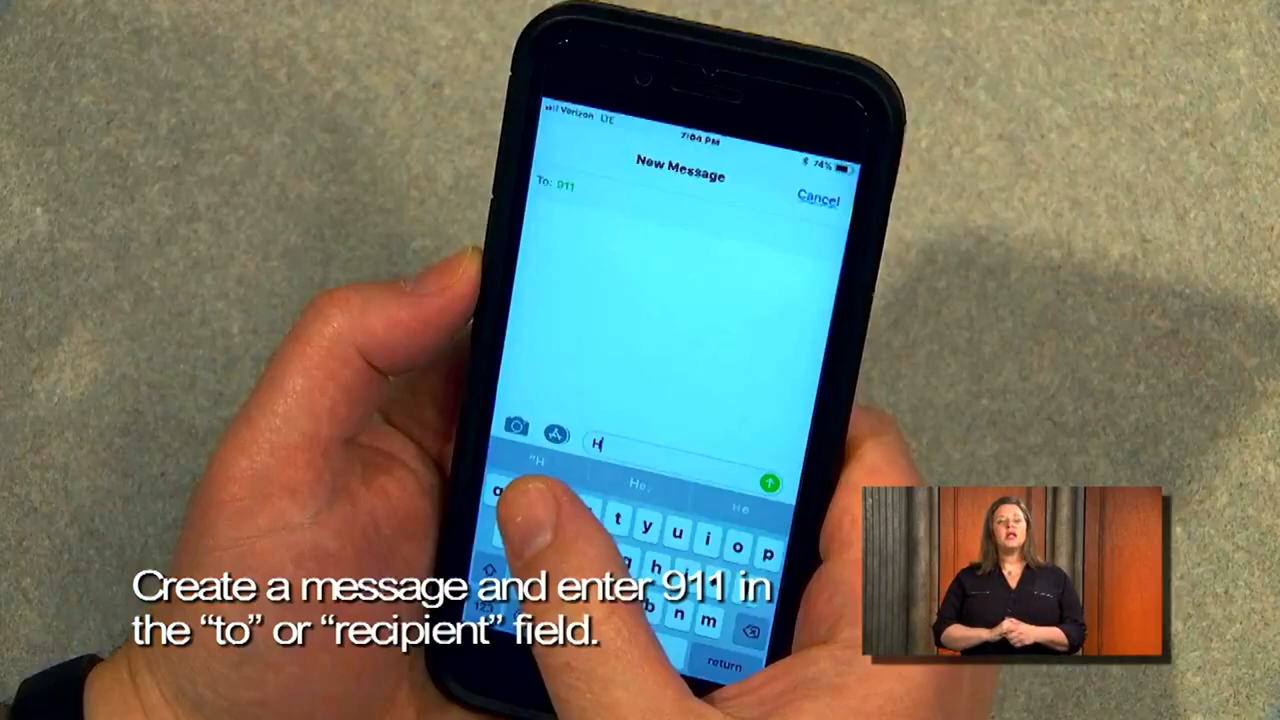 Verizon LTE
7:04 PM
74%
New Message
To: 911
Cancel
H
"H
He,
He
t y u i o p
h
b n m
123
return
Create a message and enter 911 in
the “to” or “recipient” field.